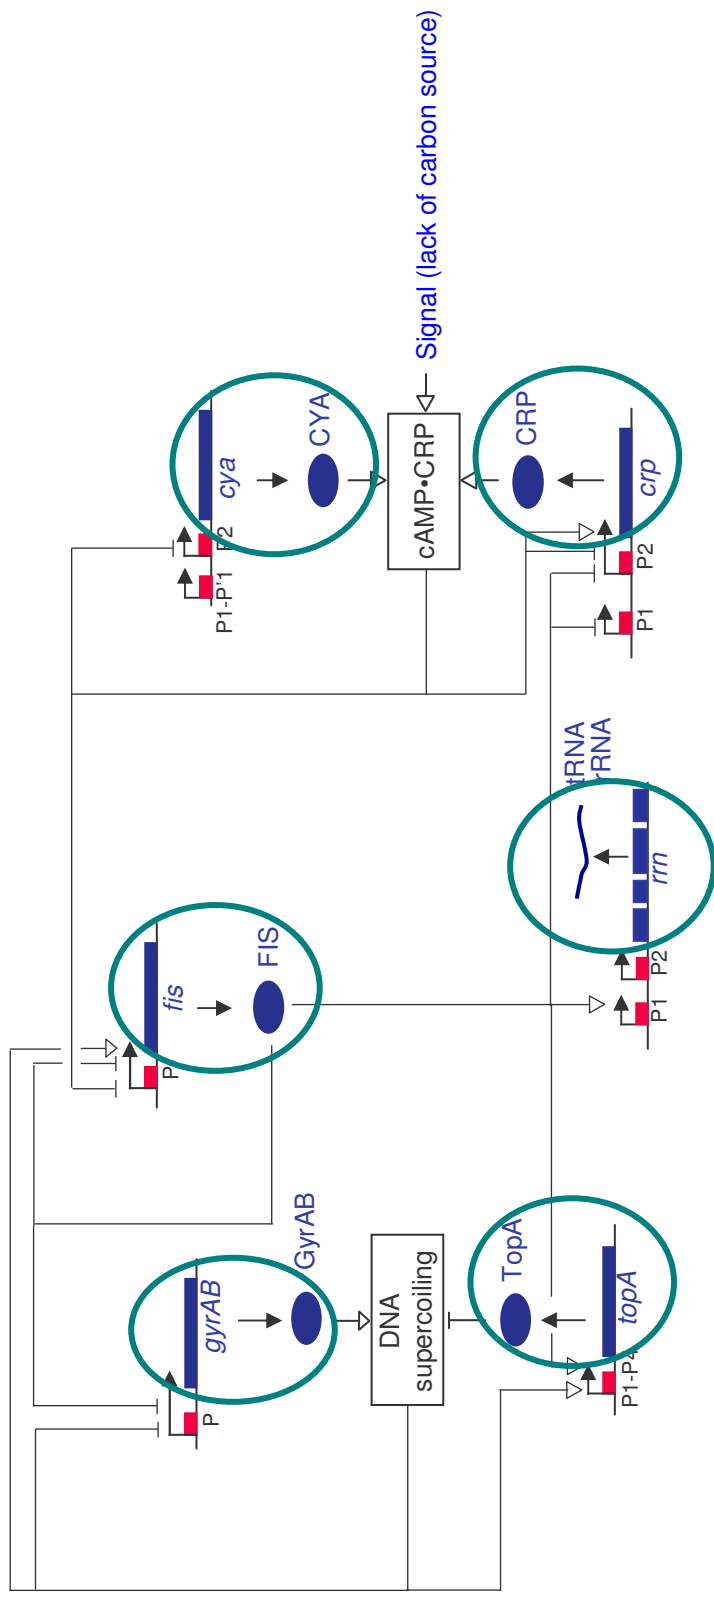 fis
FIS
P
gyrAB
GyrAB
P
cya
CYA
P1-P'1
P2
DNA
supercoiling
cAMP•CRP
Signal (lack of carbon source)
TopA
topA
P1-P4
tRNA
rRNA
rrn
P1
P2
CRP
crp
P1
P2